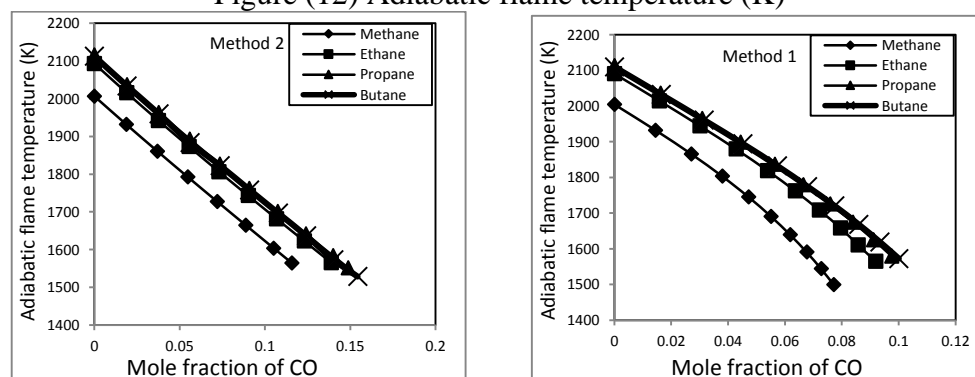 Figure (12) Adiabatic flame temperature (K)
Method 2
Methane
Ethane
Propane
Butane
Adiabatic flame temperature (K)
2200
2100
2000
1900
1800
1700
1600
1500
1400
0 0.05 0.1 0.15 0.2
Mole fraction of CO
Method 1
Methane
Ethane
Propane
Butane
Adiabatic flame temperature (K)
2200
2100
2000
1900
1800
1700
1600
1500
1400
0 0.02 0.04 0.06 0.08 0.1 0.12
Mole fraction of CO